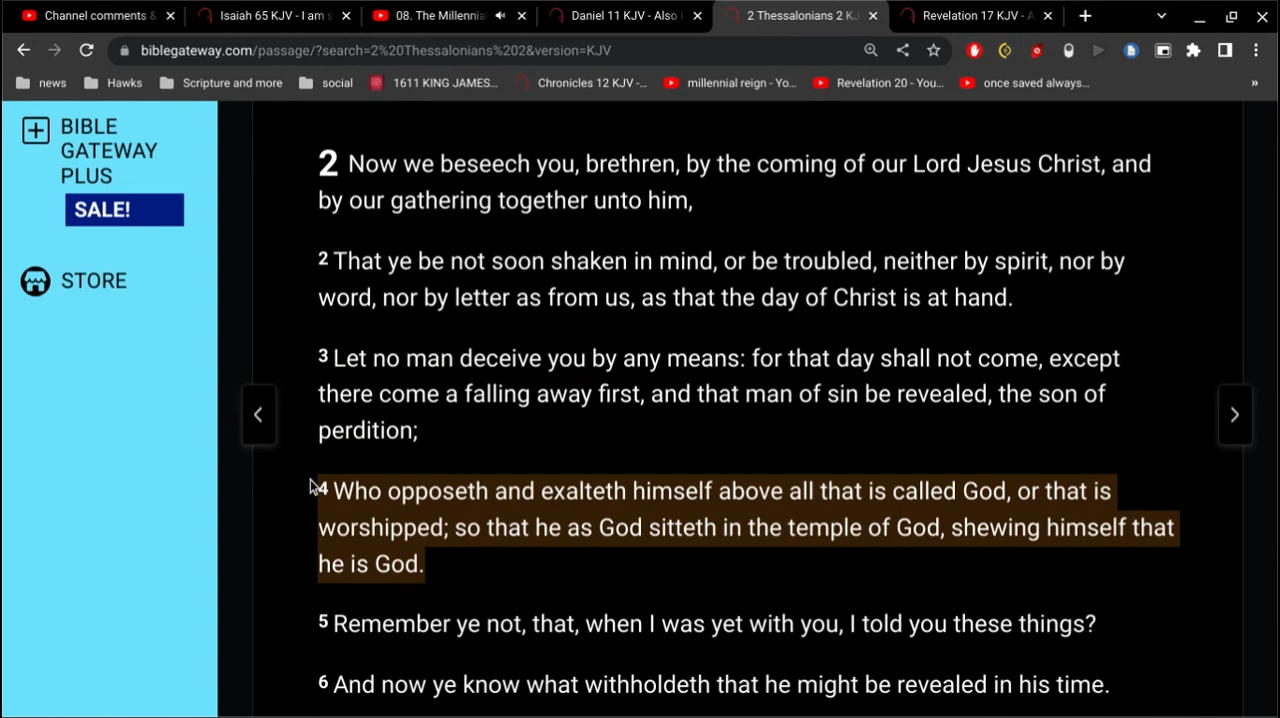 Channel comments &
Isaiah 65 KJV - I am s
08. The Millennia
Daniel 11 KJV - Also
2 Thessalonians 2 KJ
Revelation 17 KJV - A
biblegateway.com/passage/?search=2%20Thessalonians%202&version=KJV
news
Hawks
Scripture and more
social
1611 KING JAMES...
Chronicles 12 KJV -...
millennial reign - Yo...
Revelation 20 - You...
once saved always...
»
BIBLE
GATEWAY
PLUS
SALE!
STORE
2 Now we beseech you, brethren, by the coming of our Lord Jesus Christ, and
by our gathering together unto him,
2 That ye be not soon shaken in mind, or be troubled, neither by spirit, nor by
word, nor by letter as from us, as that the day of Christ is at hand.
3 Let no man deceive you by any means: for that day shall not come, except
there come a falling away first, and that man of sin be revealed, the son of
perdition;
4 Who opposeth and exalteth himself above all that is called God, or that is
worshipped; so that he as God sitteth in the temple of God, shewing himself that
he is God.
5 Remember ye not, that, when I was yet with you, I told you these things?
6 And now ye know what withholdeth that he might be revealed in his time.